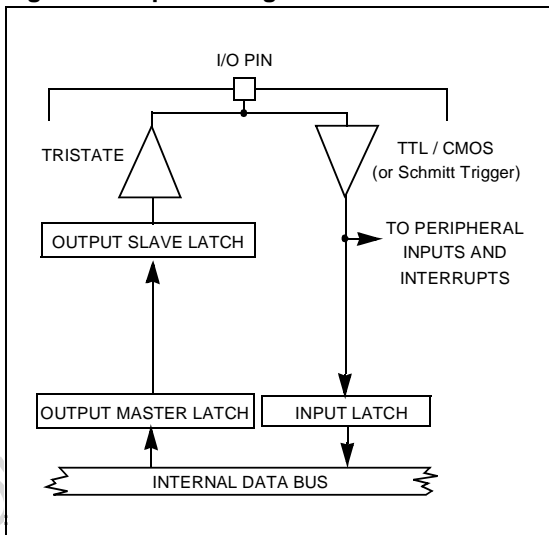 I/O PIN
TRISTATE
TTL / CMOS
(or Schmitt Trigger)
OUTPUT SLAVE LATCH
TO PERIPHERAL
INPUTS AND
INTERRUPTS
OUTPUT MASTER LATCH
INPUT LATCH
INTERNAL DATA BUS